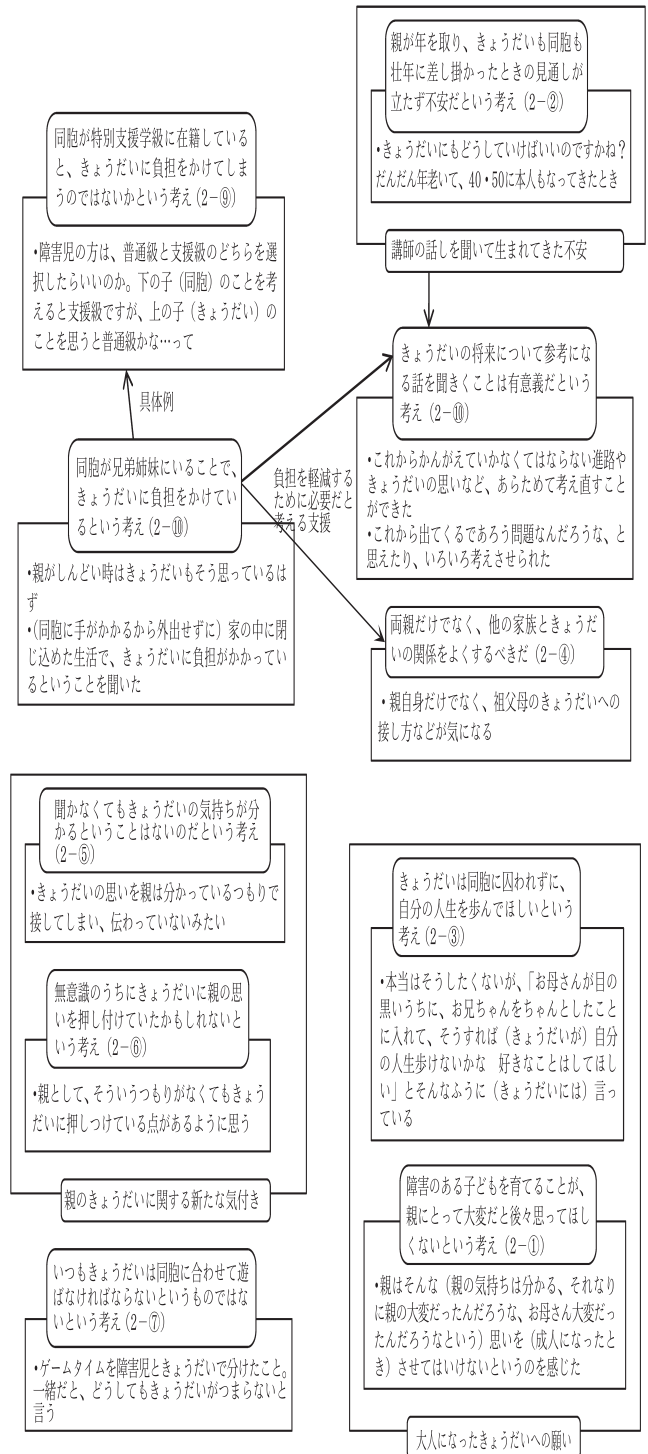 親が年を取り、きょうだいも同胞も
壮年に差し掛かったときの見通しが
立たず不安だという考え(2−②)
・きょうだいにもどうしていけばいいのですかね？
だんだん年老いて、40・50に本人もなってきたとき
講師の話しを聞いて生まれてきた不安
同胞が特別支援学級に在籍している
と、きょうだいに負担をかけてしま
うのではないかという考え(2−⑨)
・障害児の方は、普通級と支援級のどちらを選
択したらいいのか。下の子（同胞）のことを考
えると支援級ですが、上の子（きょうだい）の
ことを思うと普通級かな…って
具体例
きょうだいの将来について参考にな
る話を聞きくことは有意義だという
考え(2−⑩)
・これからかんがえていかなくてはならない進路や
きょうだいの思いなど、あらためて考え直すこと
ができた
・これから出てくるであろう問題なんだろうな、と
思えたり、いろいろ考えさせられた
同胞が兄弟姉妹にいることで、
きょうだいに負担をかけてい
るという考え(2−⑩)
・親がしんどい時はきょうだいもそう思っているは
ず
・(同胞に手がかかるから外出せずに）家の中に閉
じ込めた生活で、きょうだいに負担がかかってい
るということを聞いた
負担を軽減する
ために必要だと
考える支援
両親だけでなく、他の家族ときょうだ
いの関係をよくするべきだ(2−④)
・親自身だけでなく、祖父母のきょうだいへの
接し方などが気になる
聞かなくてもきょうだいの気持ちが分
かるということはないのだという考え
(2−⑤)
・きょうだいの思いを親は分かっているつもりで
接してしまい、伝わっていないみたい
無意識のうちにきょうだいに親の思
いを押し付けていたかもしれないと
いう考え(2−⑥)
・親として、そういうつもりがなくてもきょう
だいに押しつけている点があるように思う
親のきょうだいに関する新たな気付き
いつもきょうだいは同胞に合わせて遊
ばなければならないというものではな
いという考え(2−⑦)
・ゲームタイムを障害児ときょうだいで分けたこと。
一緒だと、どうしてもきょうだいがつまらないと
言う
きょうだいは同胞に囚われずに、
自分の人生を歩んでほしいという
考え(2−③)
・本当はそうしたくないが、「お母さんが目の
黒いうちに、お兄ちゃんをちゃんとしたこと
に入れて、そうすれば（きょうだいが）自分
の人生歩けないかな　好きなことはしてほし
い」とそんなふうに（きょうだいには）言っ
ている
障害のある子どもを育てることが、
親にとって大変だと後々思ってほし
くないという考え(2−①)
・親はそんな（親の気持ちは分かる、それなり
に親の大変だったんだろうな、お母さん大変だっ
たんだろうなという）思いを（成人になったと
き）させてはいけないというのを感じた
大人になったきょうだいへの願い